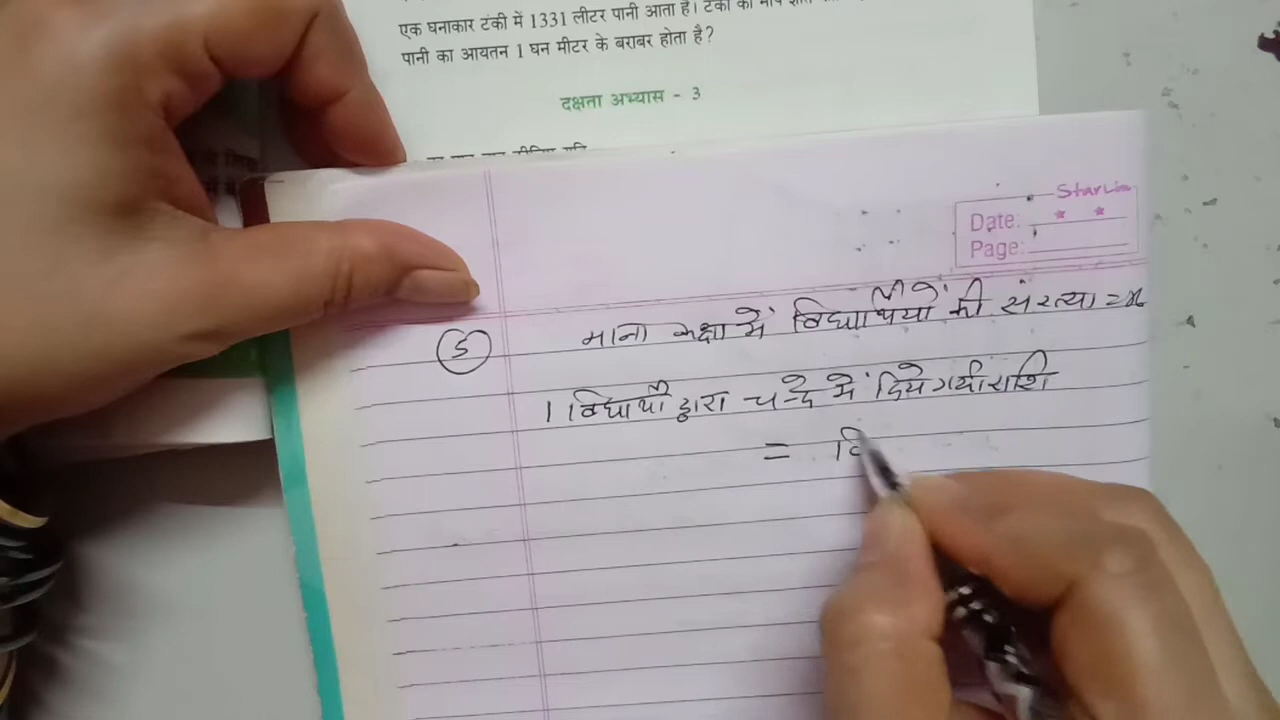 एक घनाकार टंकी में 1331 लीटर पानी आता है। टंकी की माप
पानी का आयतन 1 घन मीटर के बराबर होता है?
दक्षता अभ्यास - 3
Starline
Date:
Page:
5 माना कक्षा में विद्यार्थियों की संख्या = x
1 विद्यार्थी द्वारा चन्दे में दिये गयी राशि
= वि